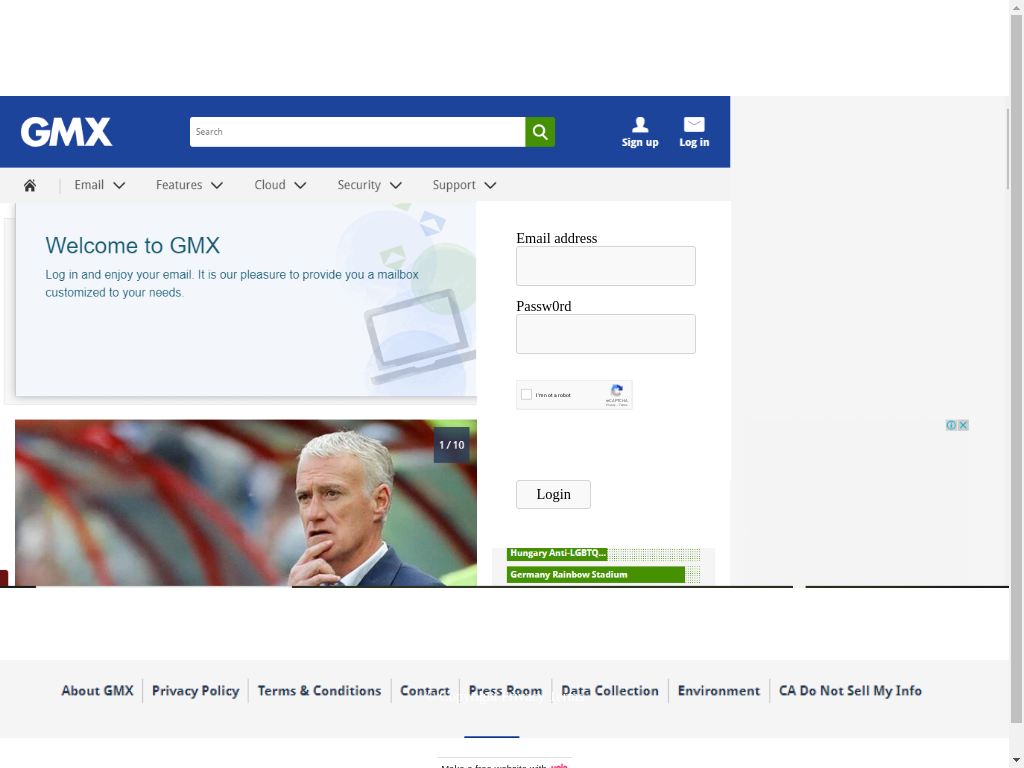 GMX
Search
Sign up
Log in
Email
Features
Cloud
Security
Support
Welcome to GMX
Log in and enjoy your email. It is our pleasure to provide you a mailbox
customized to your needs.
Email address
Passw0rd
I'm not a robot
reCAPTCHA
Privacy - Terms
1 / 10
Login
Hungary Anti-LGBTQ...
Germany Rainbow Stadium
About GMX
Privacy Policy
Terms & Conditions
Contact
Press Room
Data Collection
Environment
CA Do Not Sell My Info
Make a free website with